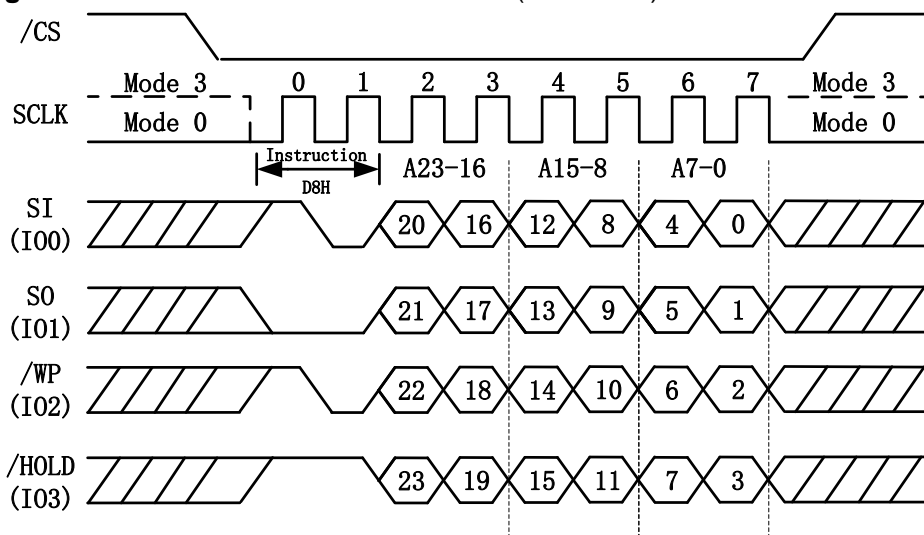 /CS
Mode 3 0 1 2 3 4 5 6 7 Mode 3
SCLK
Mode 0 Mode 0
Instruction A23-16 A15-8 A7-0
D8H
SI
(IO0) 20 16 12 8 4 0
SO
(IO1) 21 17 13 9 5 1
/WP
(IO2) 22 18 14 10 6 2
/HOLD
(IO3) 23 19 15 11 7 3